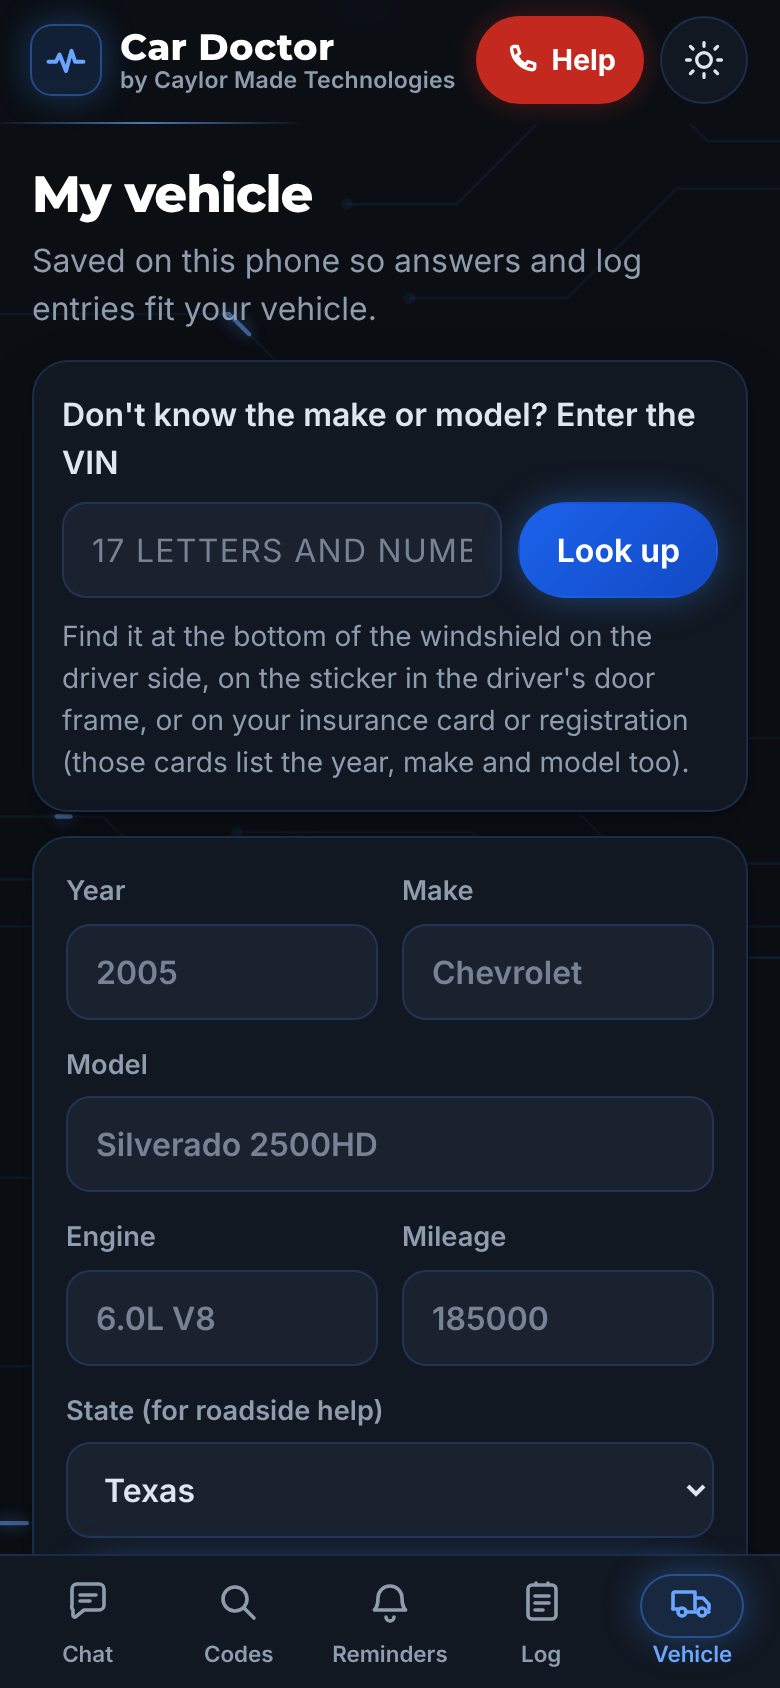 Car Doctor
by Caylor Made Technologies
Help
My vehicle
Saved on this phone so answers and log
entries fit your vehicle.
Don't know the make or model? Enter the
VIN
17 LETTERS AND NUME
Look up
Find it at the bottom of the windshield on the
driver side, on the sticker in the driver's door
frame, or on your insurance card or registration
(those cards list the year, make and model too).
Year
Make
2005
Chevrolet
Model
Silverado 2500HD
Engine
Mileage
6.0L V8
185000
State (for roadside help)
Texas
Chat
Codes
Reminders
Log
Vehicle